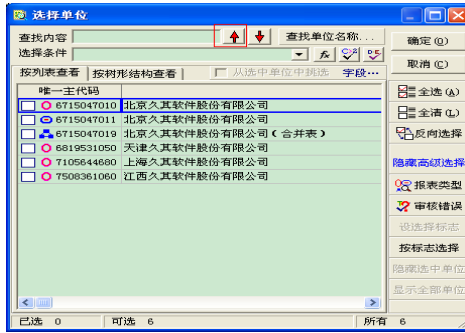 选择单位
查找内容 查找单位名称...
选择条件 fx
按列表查看 按树形结构查看 从选中单位中挑选 字段…
唯一主代码
6715047010 北京久其软件股份有限公司
6715047011 北京久其软件股份有限公司
6715047019 北京久其软件股份有限公司(合并表)
6819531050 天津久其软件股份有限公司
7105644680 上海久其软件股份有限公司
7508361060 江西久其软件股份有限公司
确定(O)
取消(C)
全选(A)
全清(L)
反向选择
隐藏高级选择
报表类型
审核错误
设选择标志
按标志选择
隐藏选中单位
显示全部单位
已选 0 可选 6 所有 6